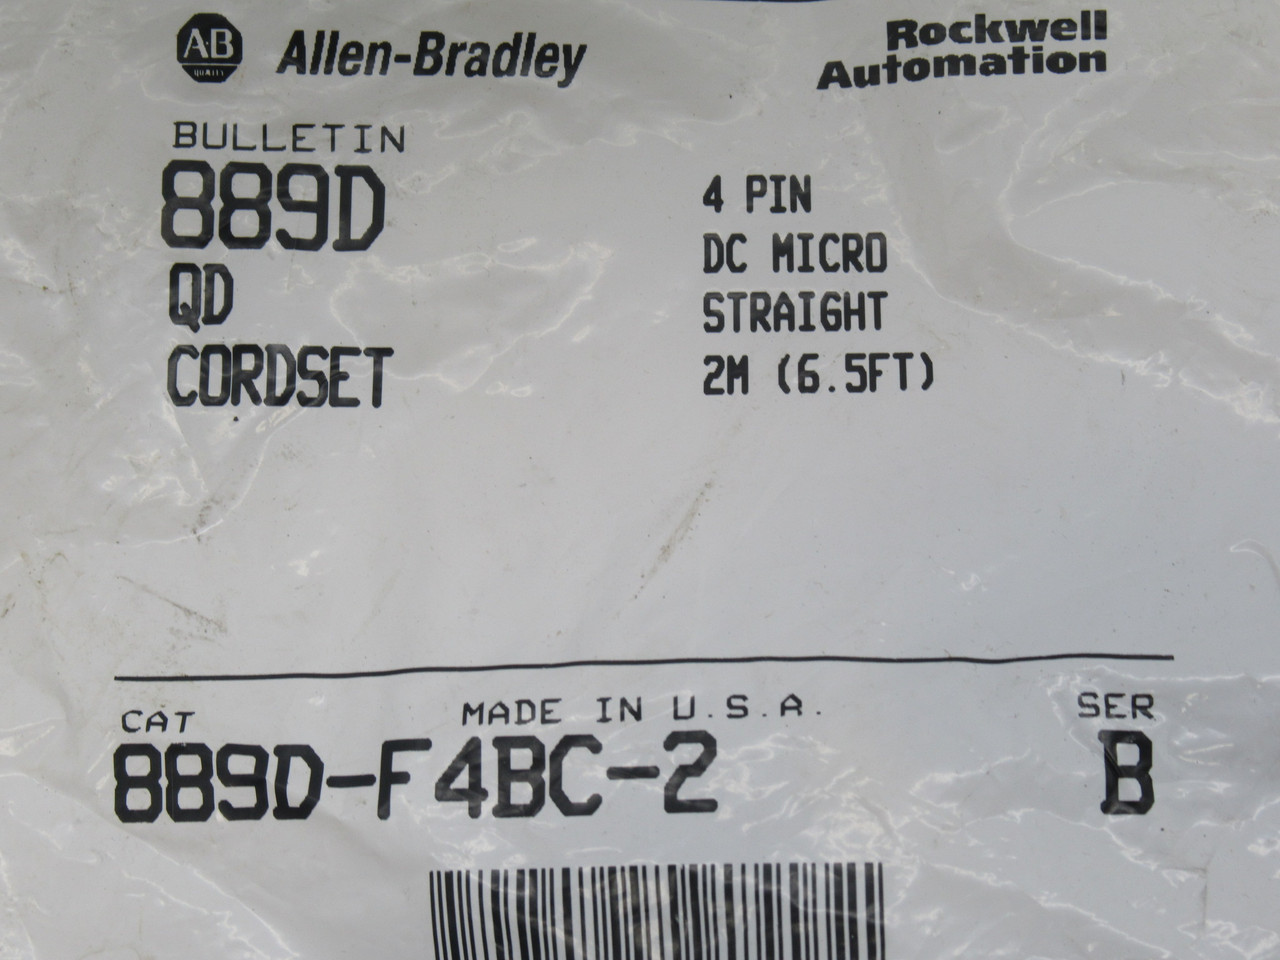 A-B
QUALITY
Allen-Bradley
Rockwell
Automation
BULLETIN
889D
QD
CORDSET
4 PIN
DC MICRO
STRAIGHT
2M (6.5FT)
CAT
MADE IN U.S.A.
SER
889D-F4BC-2
B